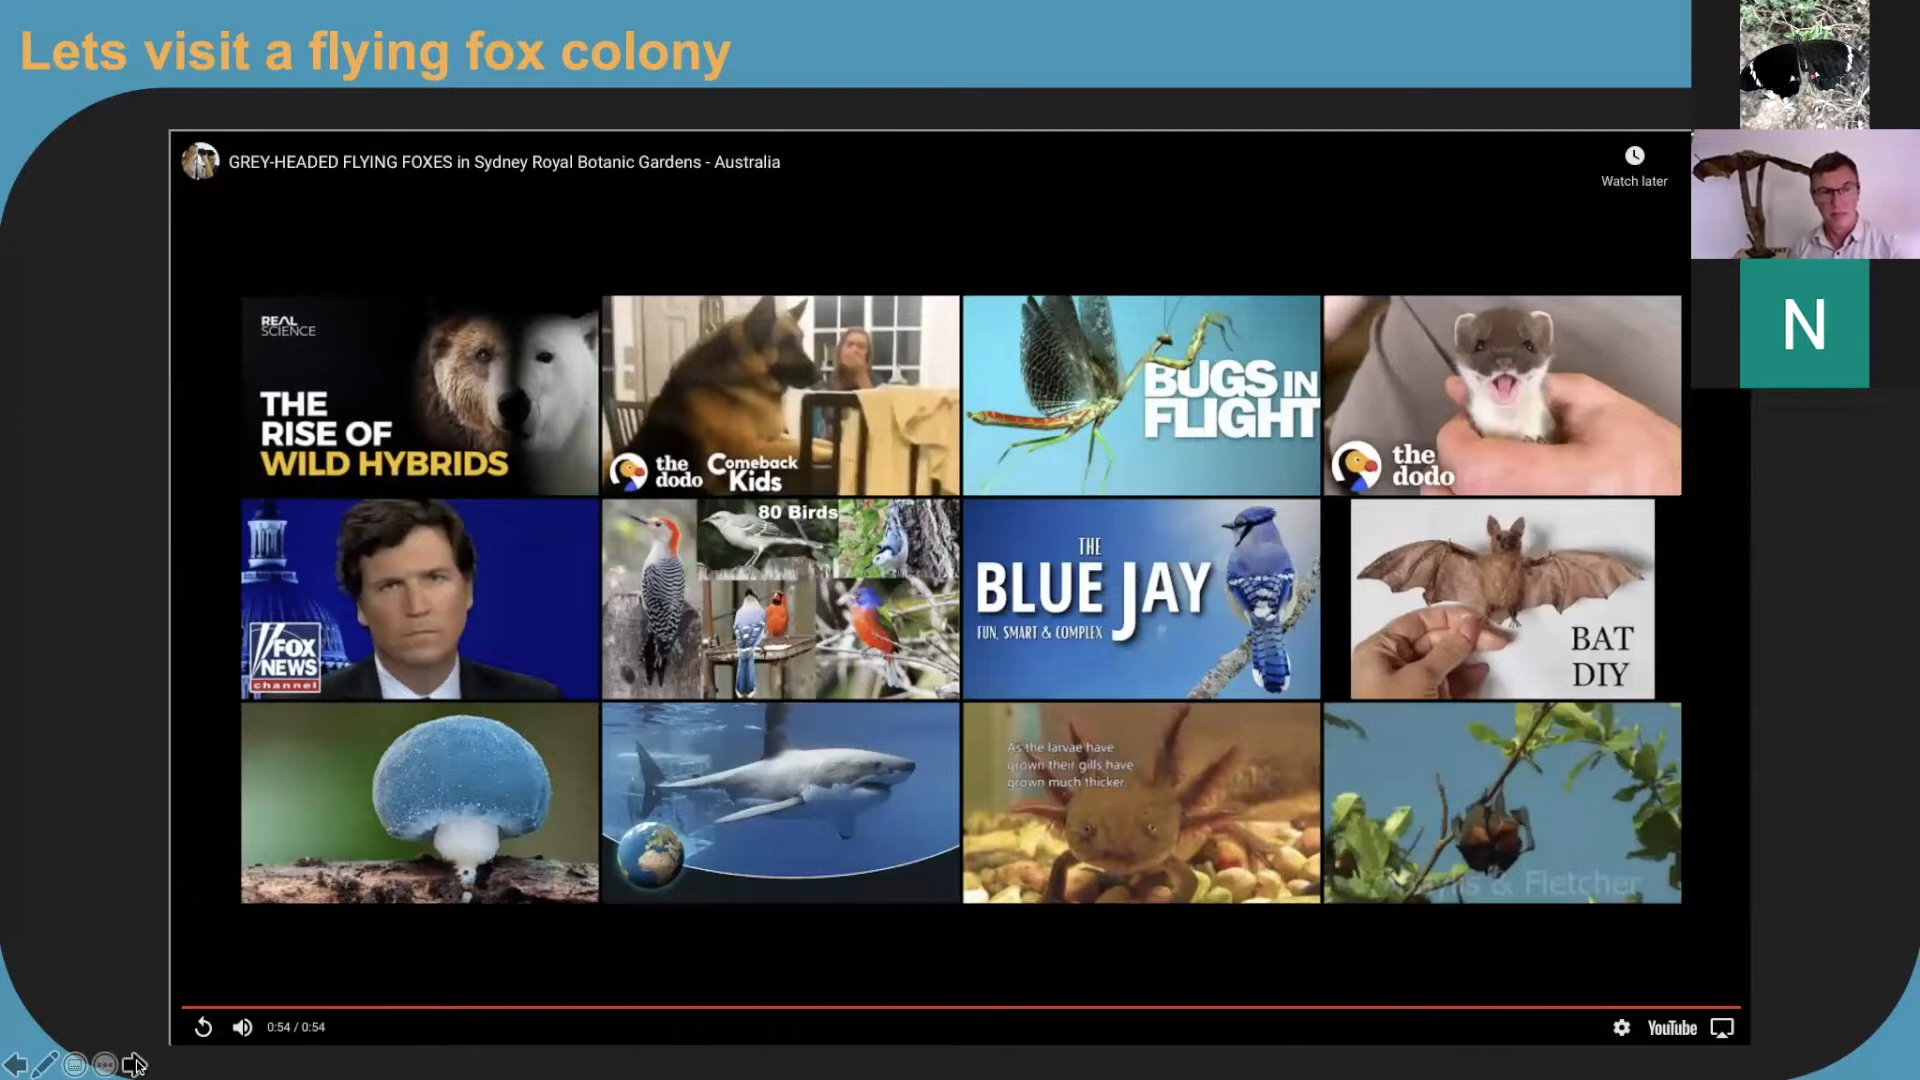 Lets visit a flying fox colony
GREY-HEADED FLYING FOXES in Sydney Royal Botanic Gardens - Australia
Watch later
N
REAL
SCIENCE
THE
RISE OF
WILD HYBRIDS
the
dodo
Comeback
Kids
BUGS IN
FLIGHT
the
dodo
FOX
NEWS
channel
80 Birds
THE
BLUE JAY
FUN, SMART & COMPLEX
BAT
DIY
As the larvae have
grown their gills have
grown much thicker.
& Fletcher
0:54 / 0:54
YouTube